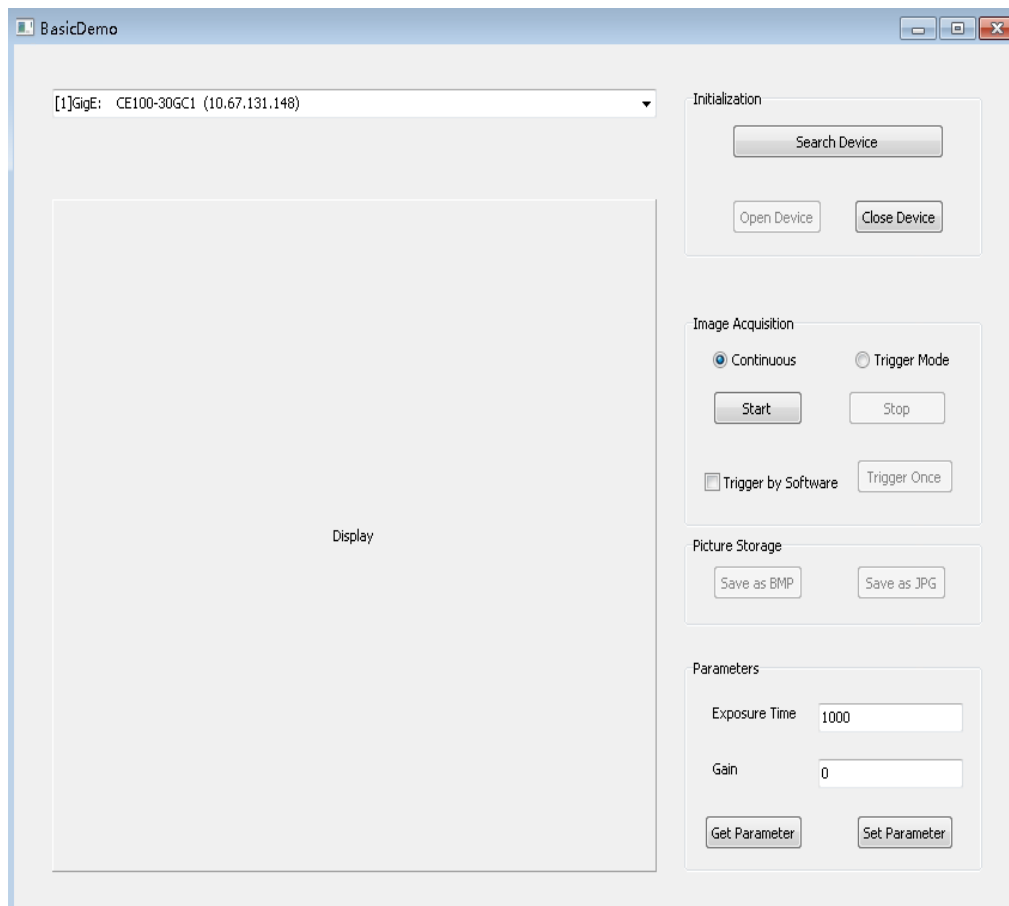 BasicDemo
[1]GigE: CE100-30GC1 (10.67.131.148)
Display
Initialization
Search Device
Open Device Close Device
Image Acquisition
Continuous Trigger Mode
Start Stop
Trigger by Software Trigger Once
Picture Storage
Save as BMP Save as JPG
Parameters
Exposure Time 1000
Gain 0
Get Parameter Set Parameter